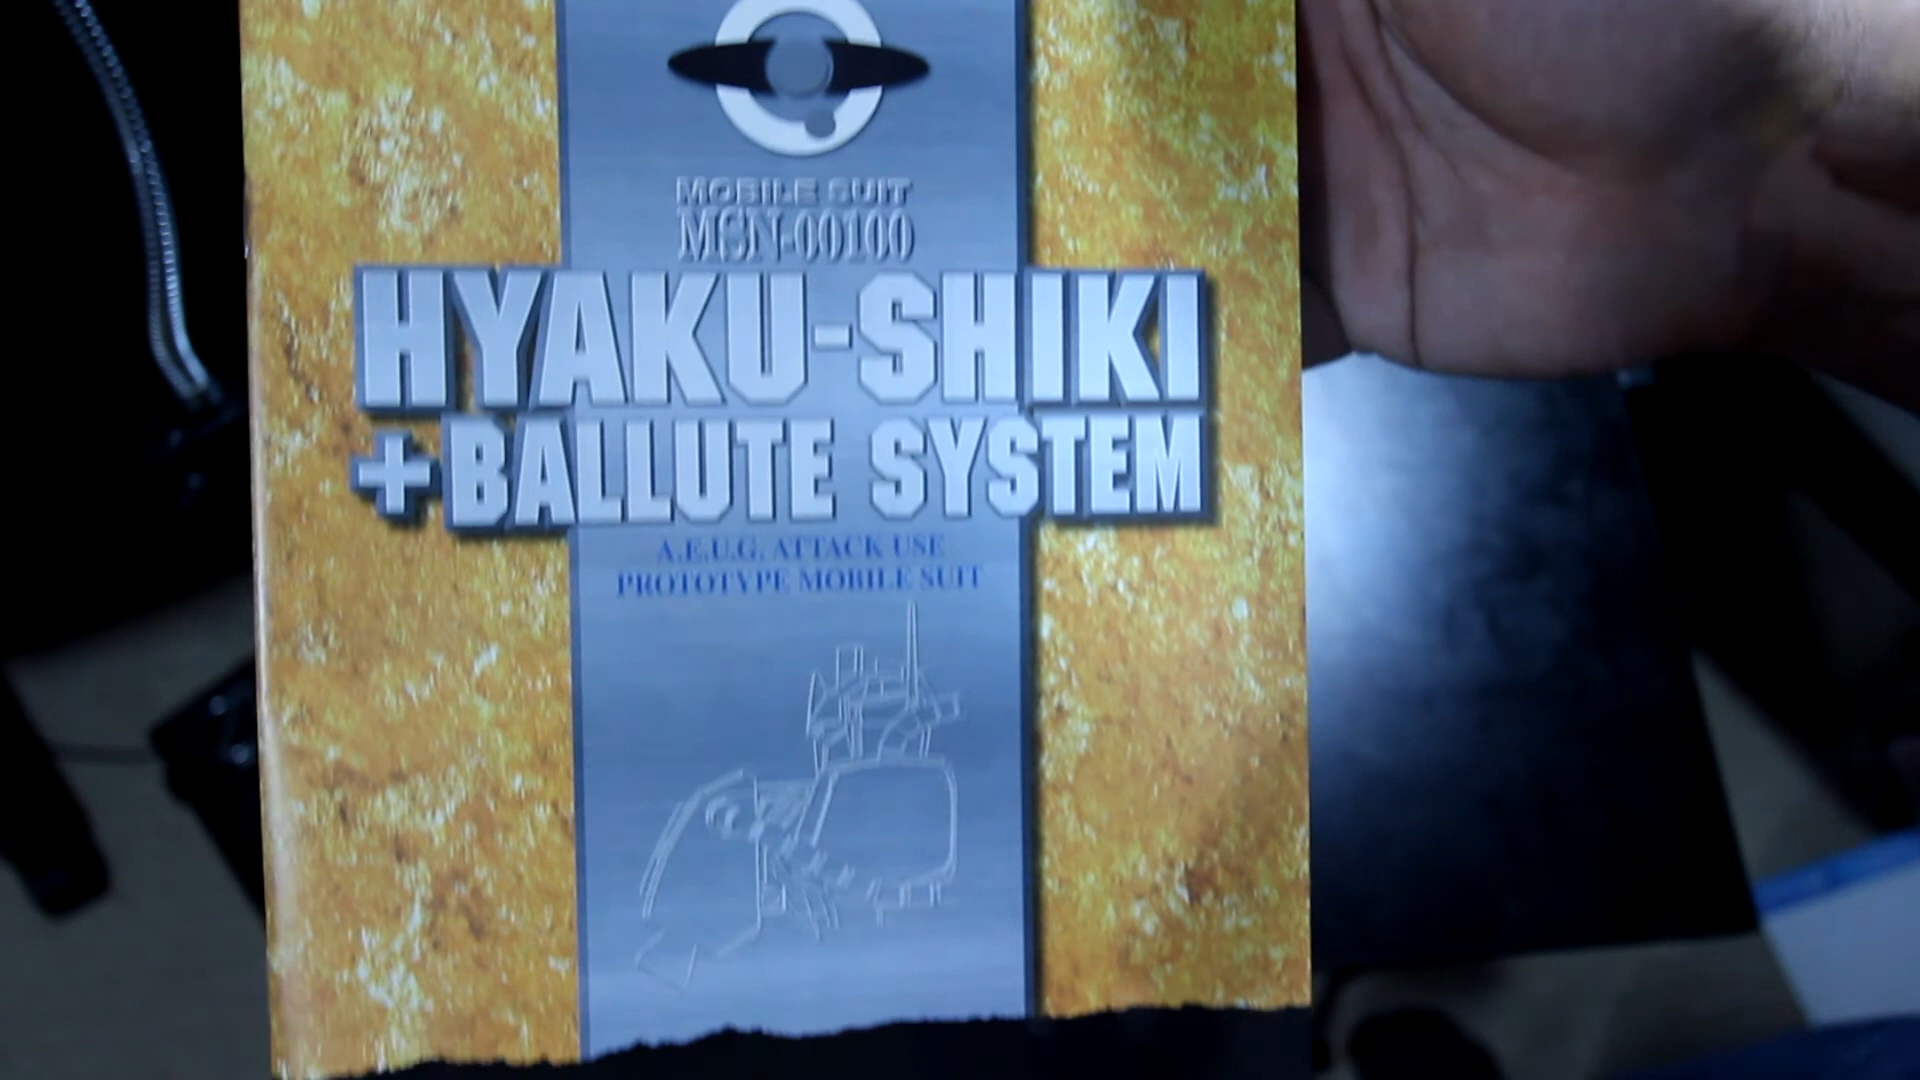 MOBILE SUIT
MSN-00100
HYAKU-SHIKI
+BALLUTE SYSTEM
A.E.U.G. ATTACK USE
PROTOTYPE MOBILE SUIT